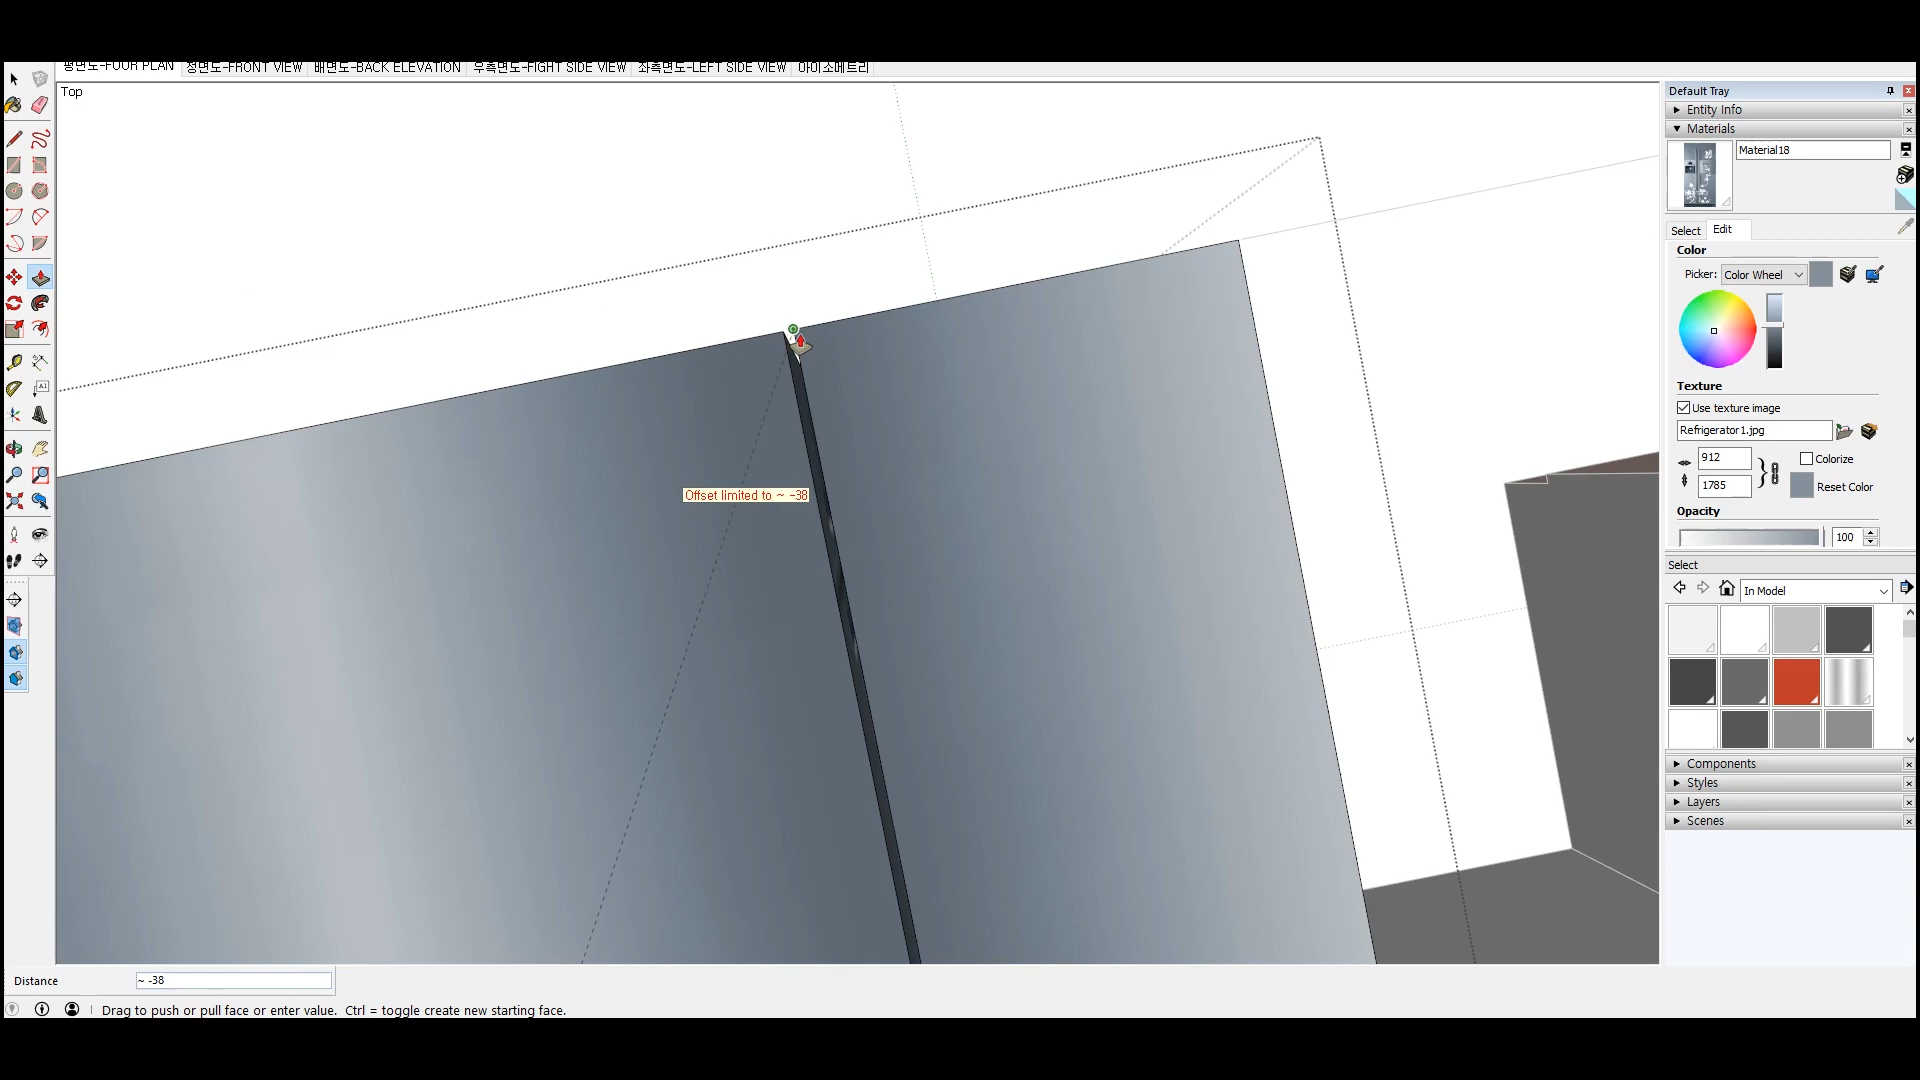 평면도-FOUR PLAN 정면도-FRONT VIEW 배면도-BACK ELEVATION 우측면도-FIGHT SIDE VIEW 좌측면도-LEFT SIDE VIEW 아이소메트리
Top
Default Tray
Entity Info
Materials
Material18
Select Edit
Color
Picker: Color Wheel
Texture
Use texture image
Refrigerator1.jpg
912
Colorize
1785
Reset Color
Opacity
100
Select
In Model
Components
Styles
Layers
Scenes
A1
Offset limited to ~ -38
Distance ~ -38
Drag to push or pull face or enter value. Ctrl = toggle create new starting face.